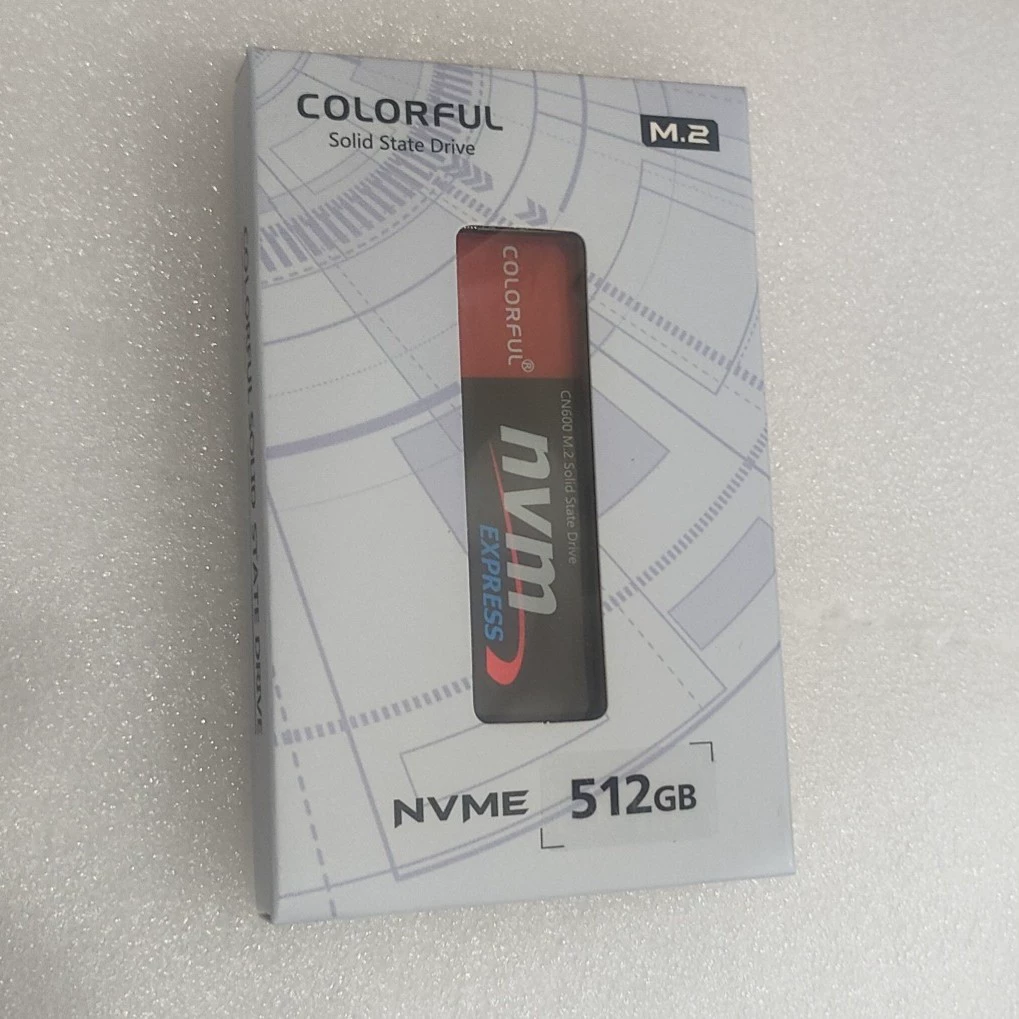 COLORFUL
Solid State Drive
M.2
COLORFUL®
CN600 M.2 Solid State Drive
nvm
EXPRESS
NVME
512GB
COLORFUL SOLID STATE DRIVE